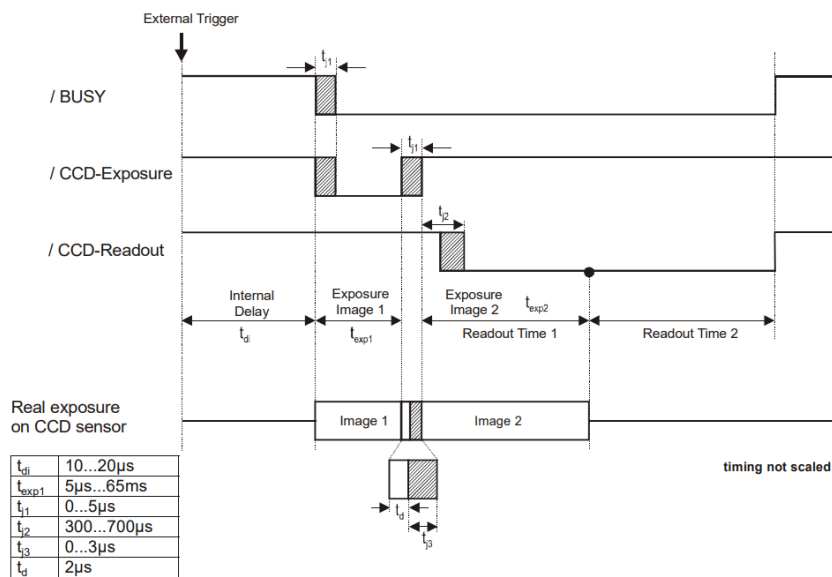 External Trigger
t_j1
/ BUSY
t_j1
/ CCD-Exposure
t_j2
/ CCD-Readout
Internal
Delay
t_di
Exposure
Image 1
t_exp1
Exposure
Image 2
t_exp2
Readout Time 1
Readout Time 2
Real exposure
on CCD sensor
Image 1
Image 2
timing not scaled
t_d
t_j3
t_di 10...20µs
t_exp1 5µs...65ms
t_j1 0...5µs
t_j2 300...700µs
t_j3 0...3µs
t_d 2µs